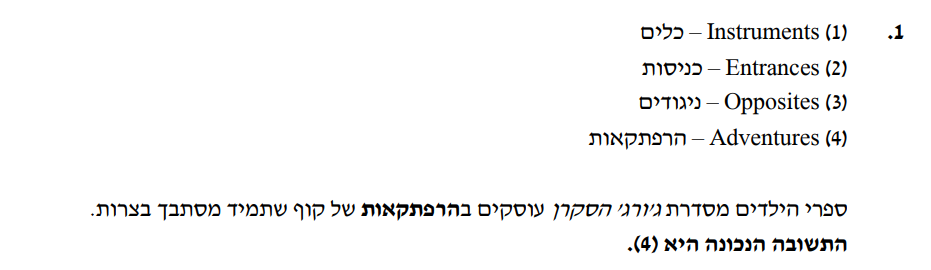 1. (1) Instruments – כלים
(2) Entrances – כניסות
(3) Opposites – ניגודים
(4) Adventures – הרפתקאות
ספרי הילדים מסדרת ג'ורג' הסקרן עוסקים בהרפתקאות של קוף שתמיד מסתבך בצרות.
התשובה הנכונה היא (4).